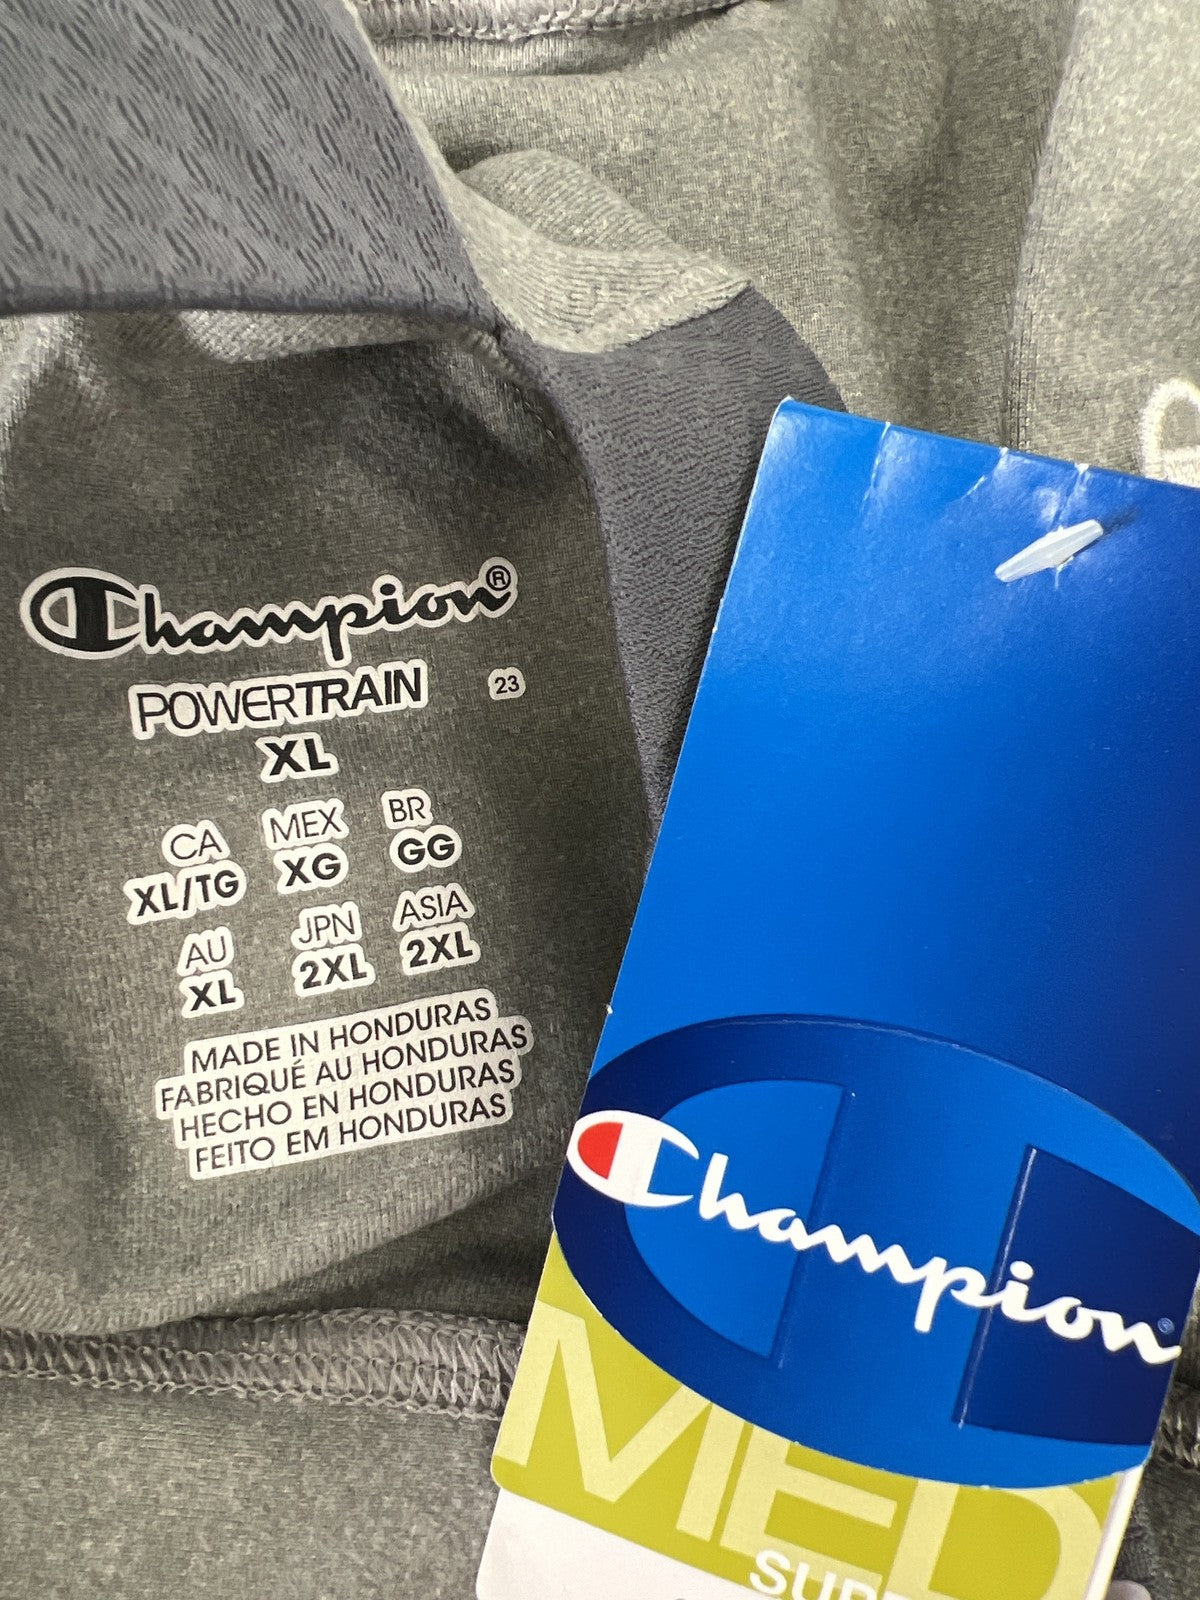 Champion®
POWERTRAIN 23
XL
CA MEX BR
XL/TG XG GG
AU JPN ASIA
XL 2XL 2XL
MADE IN HONDURAS
FABRIQUÉ AU HONDURAS
HECHO EN HONDURAS
FEITO EM HONDURAS
Champion®
MED